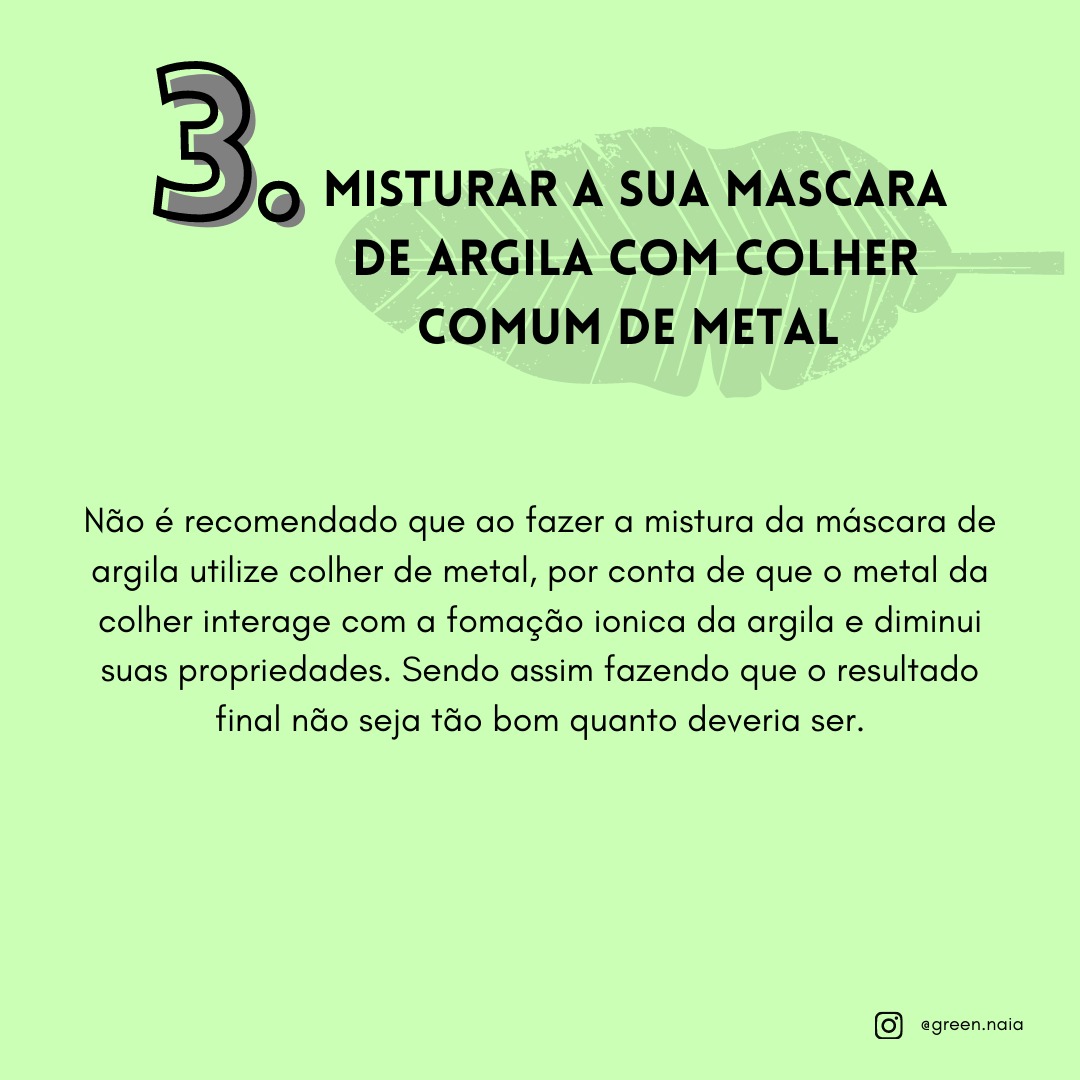 3. MISTURAR A SUA MASCARA
DE ARGILA COM COLHER
COMUM DE METAL
Não é recomendado que ao fazer a mistura da máscara de
argila utilize colher de metal, por conta de que o metal da
colher interage com a fomação ionica da argila e diminui
suas propriedades. Sendo assim fazendo que o resultado
final não seja tão bom quanto deveria ser.
@green.naia